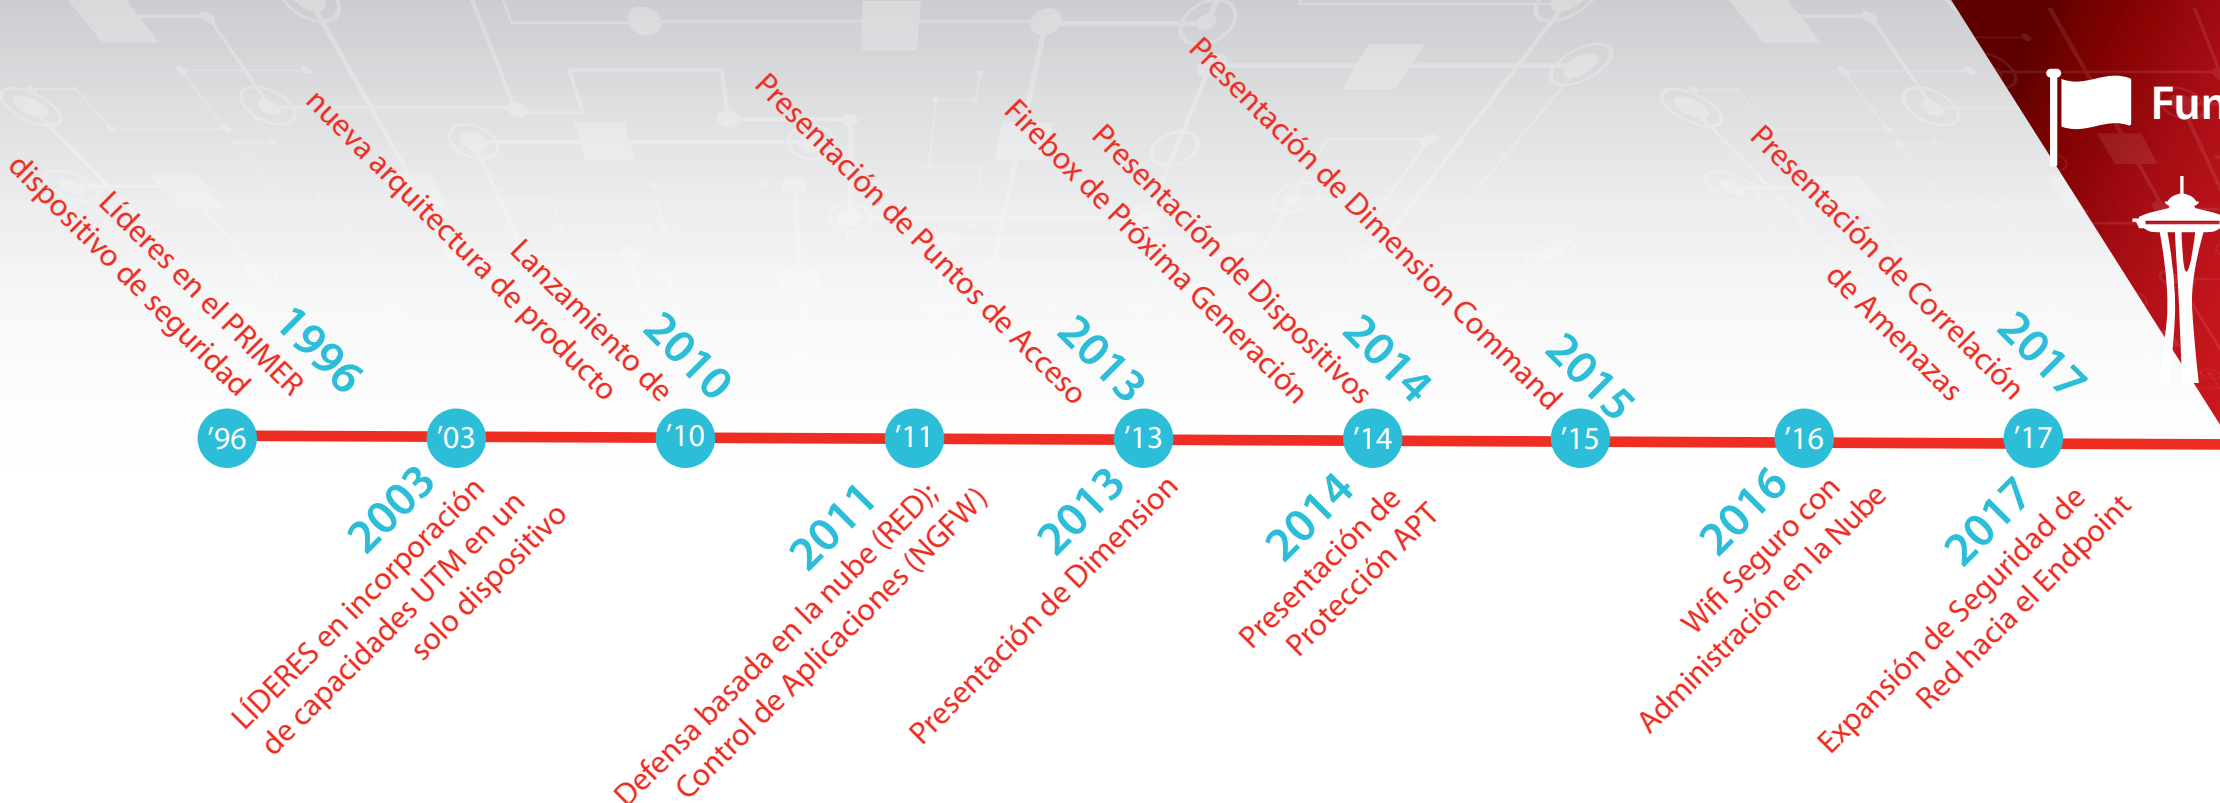 Líderes en el PRIMER
dispositivo de seguridad
1996
Lanzamiento de
nueva arquitectura de producto
2010
Presentación de Puntos de Acceso
2013
Presentación de Dispositivos
Firebox de Próxima Generación
2014
Presentación de Dimension Command
2015
Presentación de Correlación
de Amenazas
2017
Fun
'96
'03
'10
'11
'13
'14
'15
'16
'17
2003
LÍDERES en incorporación
de capacidades UTM en un
solo dispositivo
2011
Defensa basada en la nube (RED);
Control de Aplicaciones (NGFW)
2013
Presentación de Dimension
2014
Presentación de
Protección APT
2016
Wifi Seguro con
Administración en la Nube
2017
Expansión de Seguridad de
Red hacia el Endpoint